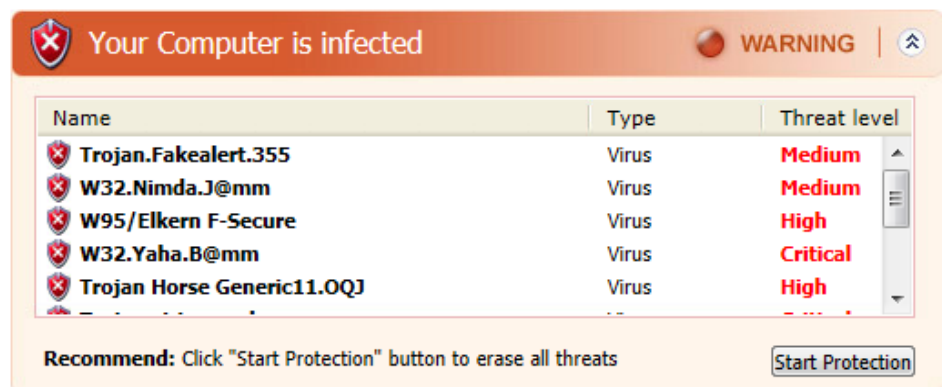 Your Computer is infected WARNING
Name Type Threat level
Trojan.Fakealert.355 Virus Medium
W32.Nimda.J@mm Virus Medium
W95/Elkern F-Secure Virus High
W32.Yaha.B@mm Virus Critical
Trojan Horse Generic11.OQJ Virus High
Recommend: Click "Start Protection" button to erase all threats Start Protection